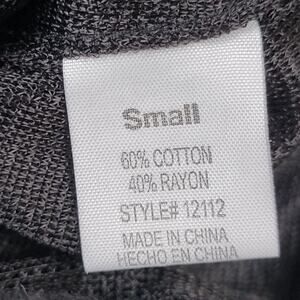 Small
60% COTTON
40% RAYON
STYLE# 12112
MADE IN CHINA
HECHO EN CHINA